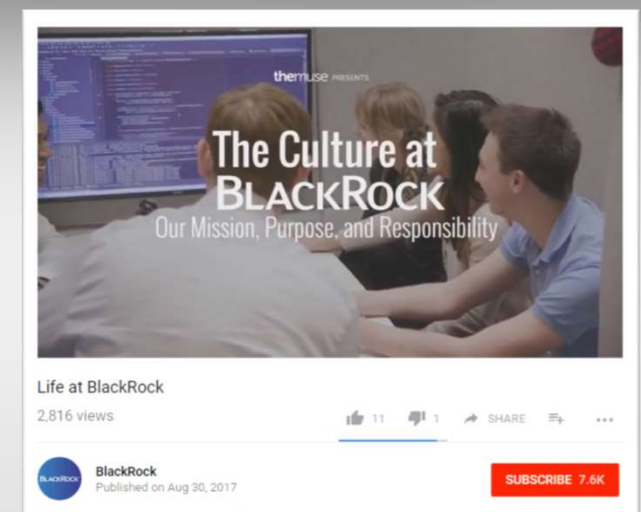 themuse PRESENTS
The Culture at
BLACKROCK
Our Mission, Purpose, and Responsibility
Life at BlackRock
2,816 views
11 1 SHARE
BLACKROCK
BlackRock
Published on Aug 30, 2017
SUBSCRIBE 7.6K